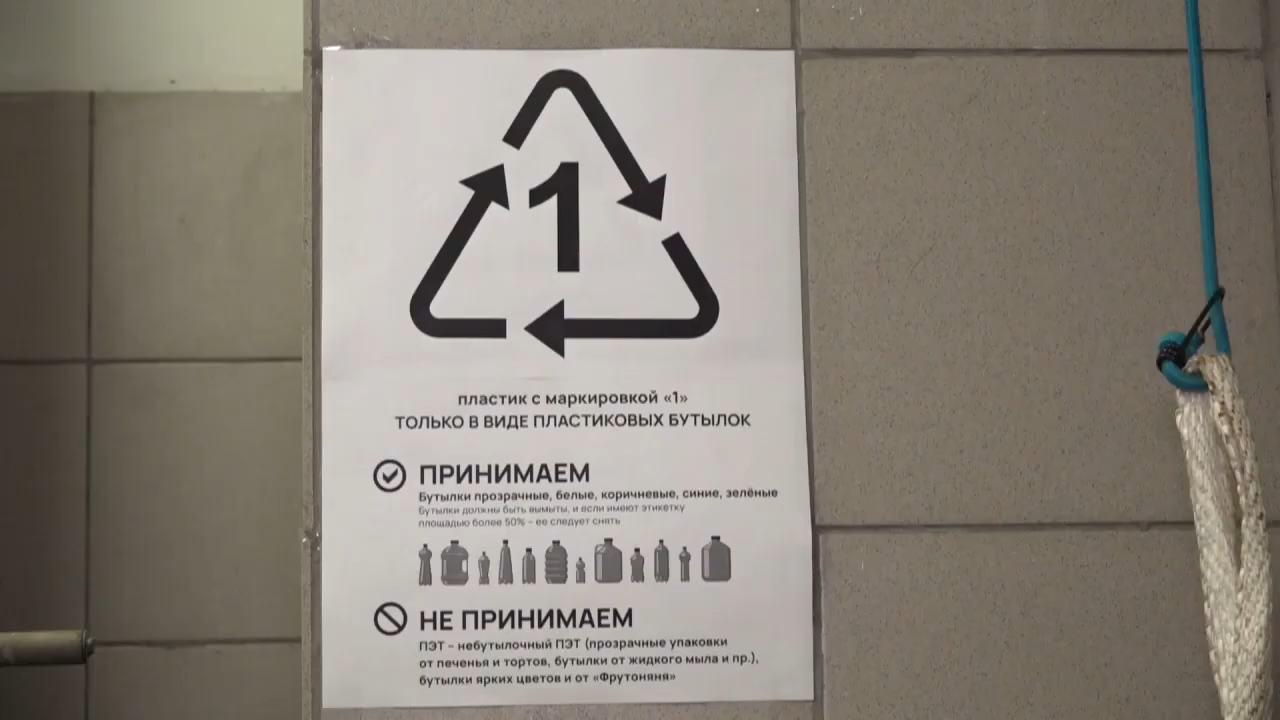 1
пластик с маркировкой «1»
ТОЛЬКО В ВИДЕ ПЛАСТИКОВЫХ БУТЫЛОК
ПРИНИМАЕМ
Бутылки прозрачные, белые, коричневые, синие, зелёные
Бутылки должны быть вымыты, и если имеют этикетку
площадью более 50% – ее следует снять
НЕ ПРИНИМАЕМ
ПЭТ – небутылочный ПЭТ (прозрачные упаковки
от печенья и тортов, бутылки от жидкого мыла и пр.),
бутылки ярких цветов и от «Фрутоняня»